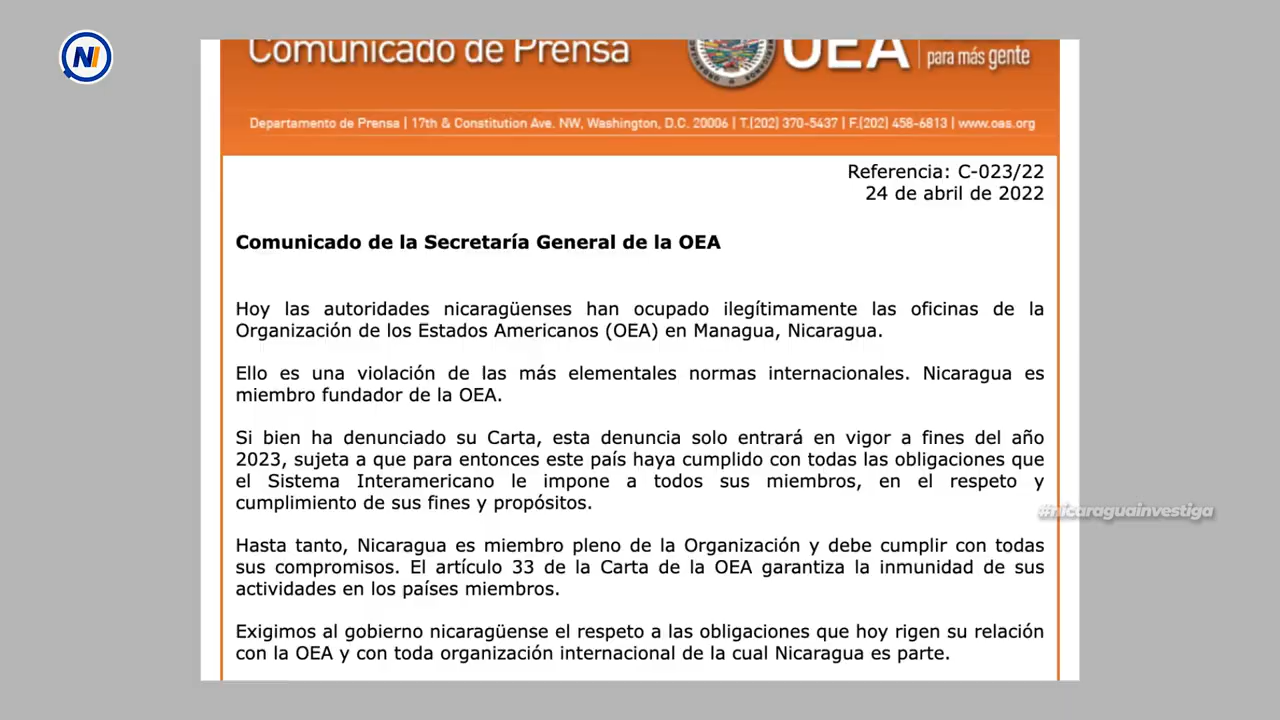 NI
Comunicado de Prensa
OEA
para más gente
Departamento de Prensa | 17th & Constitution Ave. NW, Washington, D.C. 20006 | T.(202) 370-5437 | F.(202) 458-6813 | www.oas.org
Referencia: C-023/22
24 de abril de 2022
Comunicado de la Secretaría General de la OEA
Hoy las autoridades nicaragüenses han ocupado ilegítimamente las oficinas de la
Organización de los Estados Americanos (OEA) en Managua, Nicaragua.
Ello es una violación de las más elementales normas internacionales. Nicaragua es
miembro fundador de la OEA.
Si bien ha denunciado su Carta, esta denuncia solo entrará en vigor a fines del año
2023, sujeta a que para entonces este país haya cumplido con todas las obligaciones que
el Sistema Interamericano le impone a todos sus miembros, en el respeto y
cumplimiento de sus fines y propósitos.
#nicaraguainvestiga
Hasta tanto, Nicaragua es miembro pleno de la Organización y debe cumplir con todas
sus compromisos. El artículo 33 de la Carta de la OEA garantiza la inmunidad de sus
actividades en los países miembros.
Exigimos al gobierno nicaragüense el respeto a las obligaciones que hoy rigen su relación
con la OEA y con toda organización internacional de la cual Nicaragua es parte.